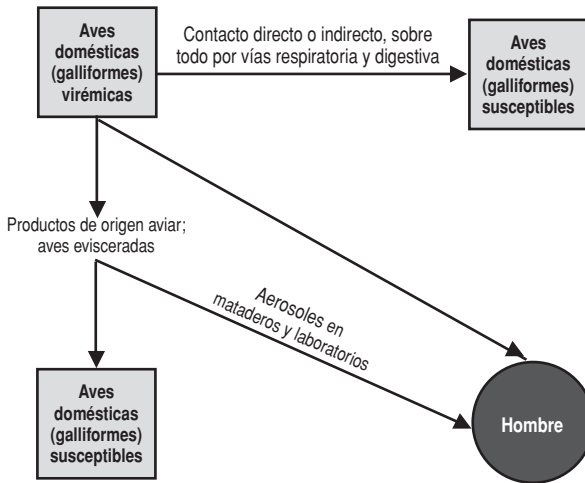 Aves
domésticas
(galliformes)
virémicas
Contacto directo o indirecto, sobre
todo por vías respiratoria y digestiva
Aves
domésticas
(galliformes)
susceptibles
Productos de origen aviar;
aves evisceradas
Aerosoles en
mataderos y laboratorios
Aves
domésticas
(galliformes)
susceptibles
Hombre